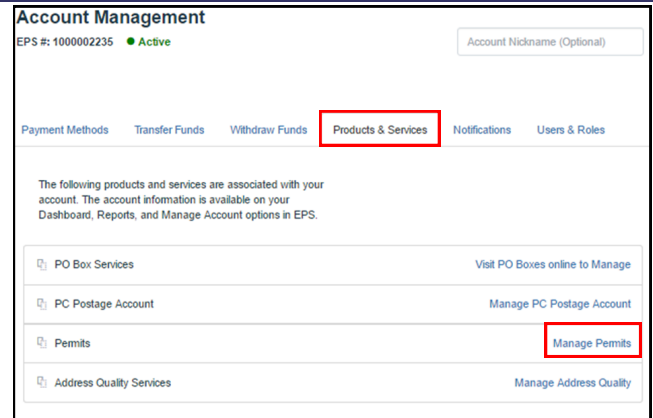 Account Management
EPS #: 1000002235 Active
Account Nickname (Optional)
Payment Methods Transfer Funds Withdraw Funds Products & Services Notifications Users & Roles
The following products and services are associated with your
account. The account information is available on your
Dashboard, Reports, and Manage Account options in EPS.
PO Box Services Visit PO Boxes online to Manage
PC Postage Account Manage PC Postage Account
Permits Manage Permits
Address Quality Services Manage Address Quality